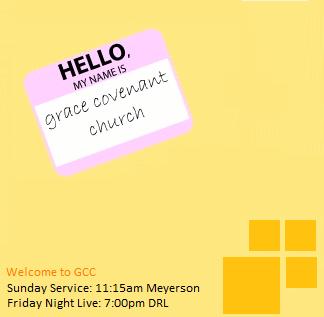 HELLO,
MY NAME IS
grace covenant
church
Welcome to GCC
Sunday Service: 11:15am Meyerson
Friday Night Live: 7:00pm DRL